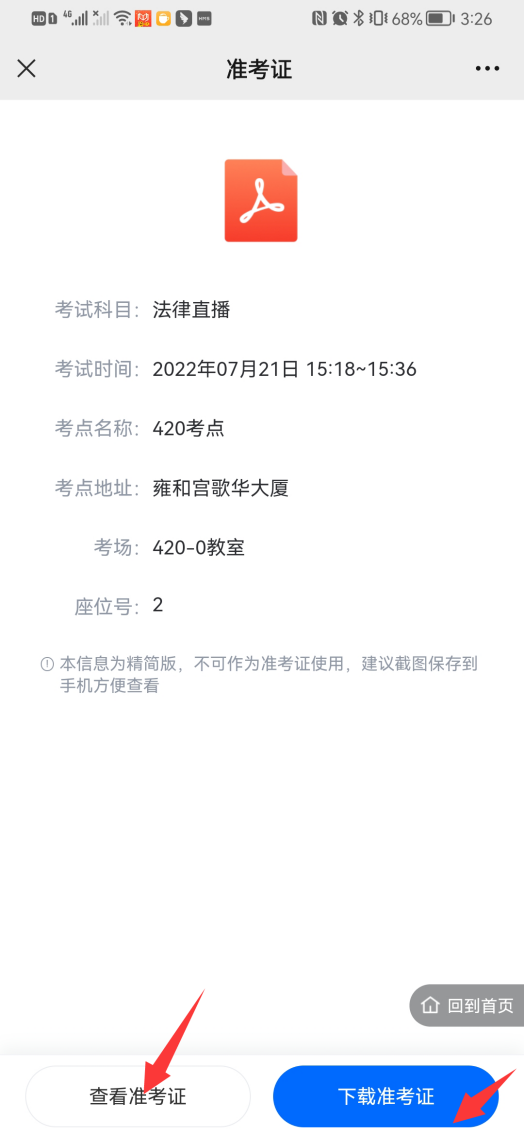 HD 1 4G 68% 3:26
准考证
考试科目：法律直播
考试时间：2022年07月21日 15:18~15:36
考点名称：420考点
考点地址：雍和宫歌华大厦
考场：420-0教室
座位号：2
本信息为精简版，不可作为准考证使用，建议截图保存到
手机方便查看
回到首页
查看准考证
下载准考证